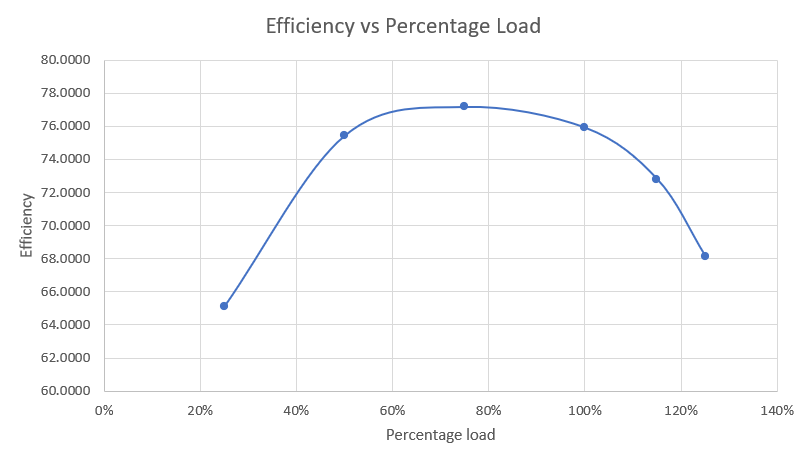 Efficiency vs Percentage Load
80.0000
78.0000
76.0000
74.0000
72.0000
70.0000
68.0000
66.0000
64.0000
62.0000
60.0000
Efficiency
0% 20% 40% 60% 80% 100% 120% 140%
Percentage load